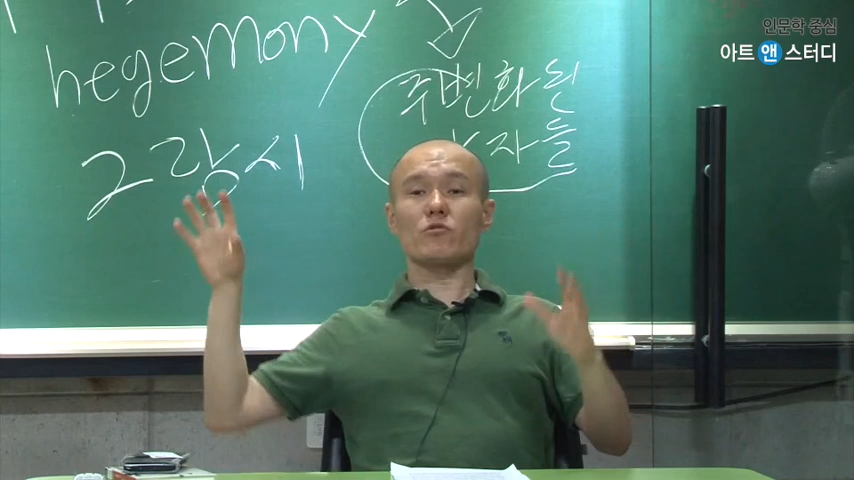 인문학 중심
아트 앤 스터디
hegemony
주변화된
자들
그람시